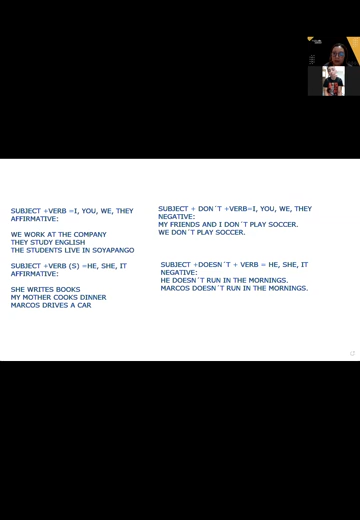 SUBJECT +VERB =I, YOU, WE, THEY
AFFIRMATIVE:
WE WORK AT THE COMPANY
THEY STUDY ENGLISH
THE STUDENTS LIVE IN SOYAPANGO
SUBJECT +VERB (S) =HE, SHE, IT
AFFIRMATIVE:
SHE WRITES BOOKS
MY MOTHER COOKS DINNER
MARCOS DRIVES A CAR
SUBJECT + DON´T +VERB=I, YOU, WE, THEY
NEGATIVE:
MY FRIENDS AND I DON´T PLAY SOCCER.
WE DON´T PLAY SOCCER.
SUBJECT +DOESN´T + VERB = HE, SHE, IT
NEGATIVE:
HE DOESN´T RUN IN THE MORNINGS.
MARCOS DOESN´T RUN IN THE MORNINGS.